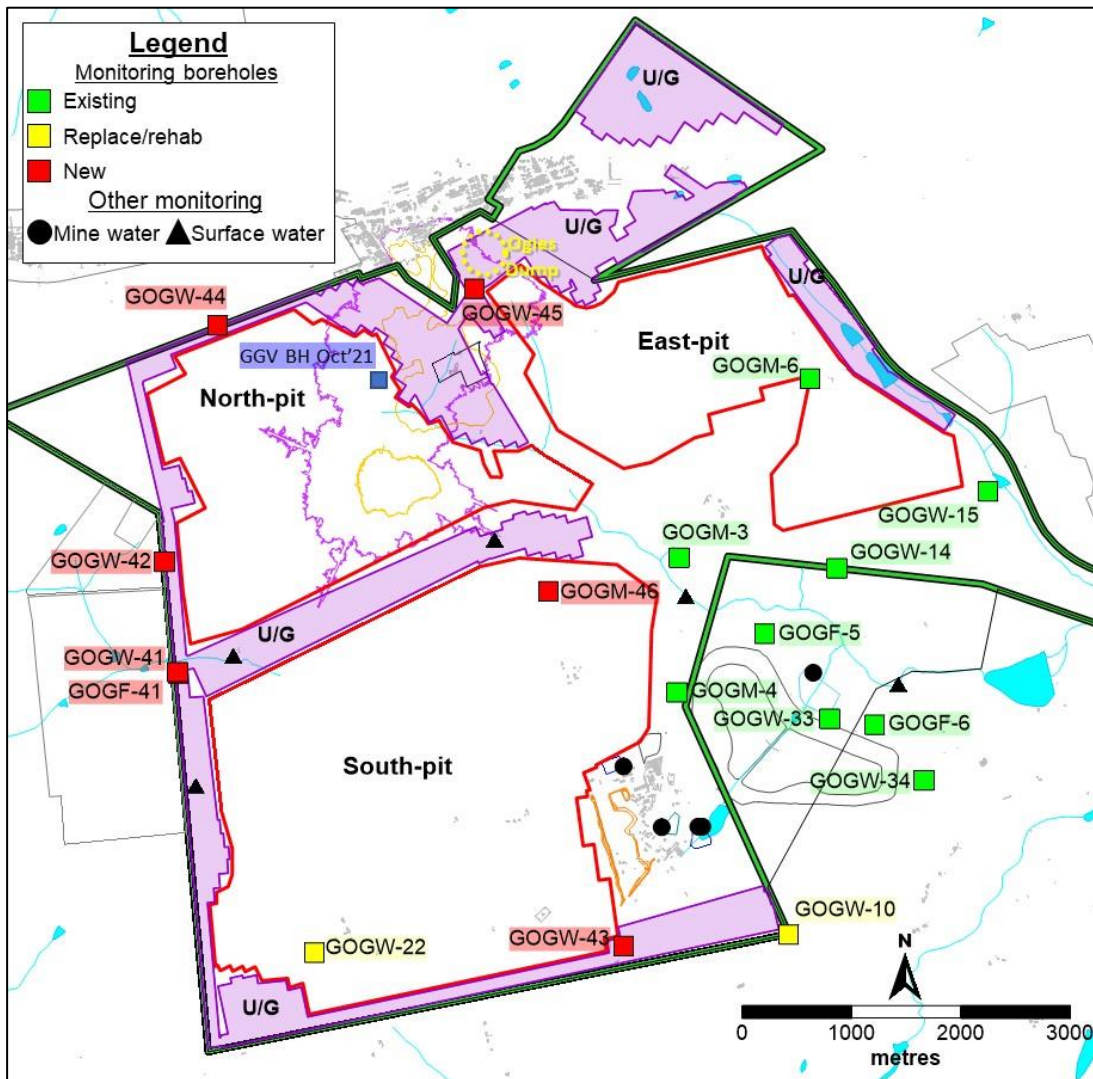 Legend
Monitoring boreholes
Existing
Replace/rehab
New
Other monitoring
Mine water Surface water
U/G
U/G
Ogies
Dump
U/G
GOGW-44
GOGW-45
GGV BH Oct'21
East-pit
GOGM-6
North-pit
GOGW-15
GOGM-3
GOGW-14
GOGW-42
GOGM-46
U/G
GOGF-5
GOGW-41
GOGF-41
GOGM-4
GOGW-33
GOGF-6
South-pit
GOGW-34
GOGW-10
GOGW-43
GOGW-22
N
U/G
0 1000 2000 3000
metres